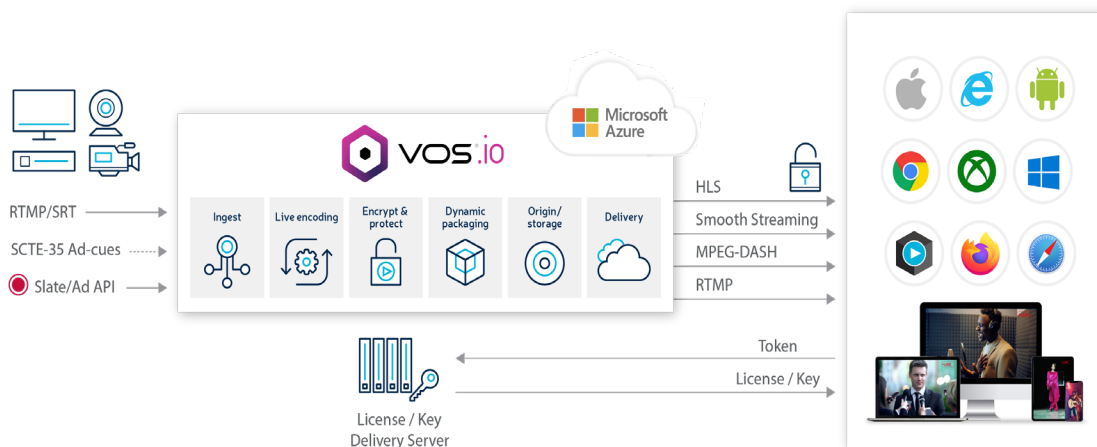 Microsoft
Azure
VOS.io
RTMP/SRT
SCTE-35 Ad-cues
Slate/Ad API
Ingest
Live encoding
Encrypt &
protect
Dynamic
packaging
Origin/
storage
Delivery
HLS
Smooth Streaming
MPEG-DASH
RTMP
Token
License / Key
License / Key
Delivery Server